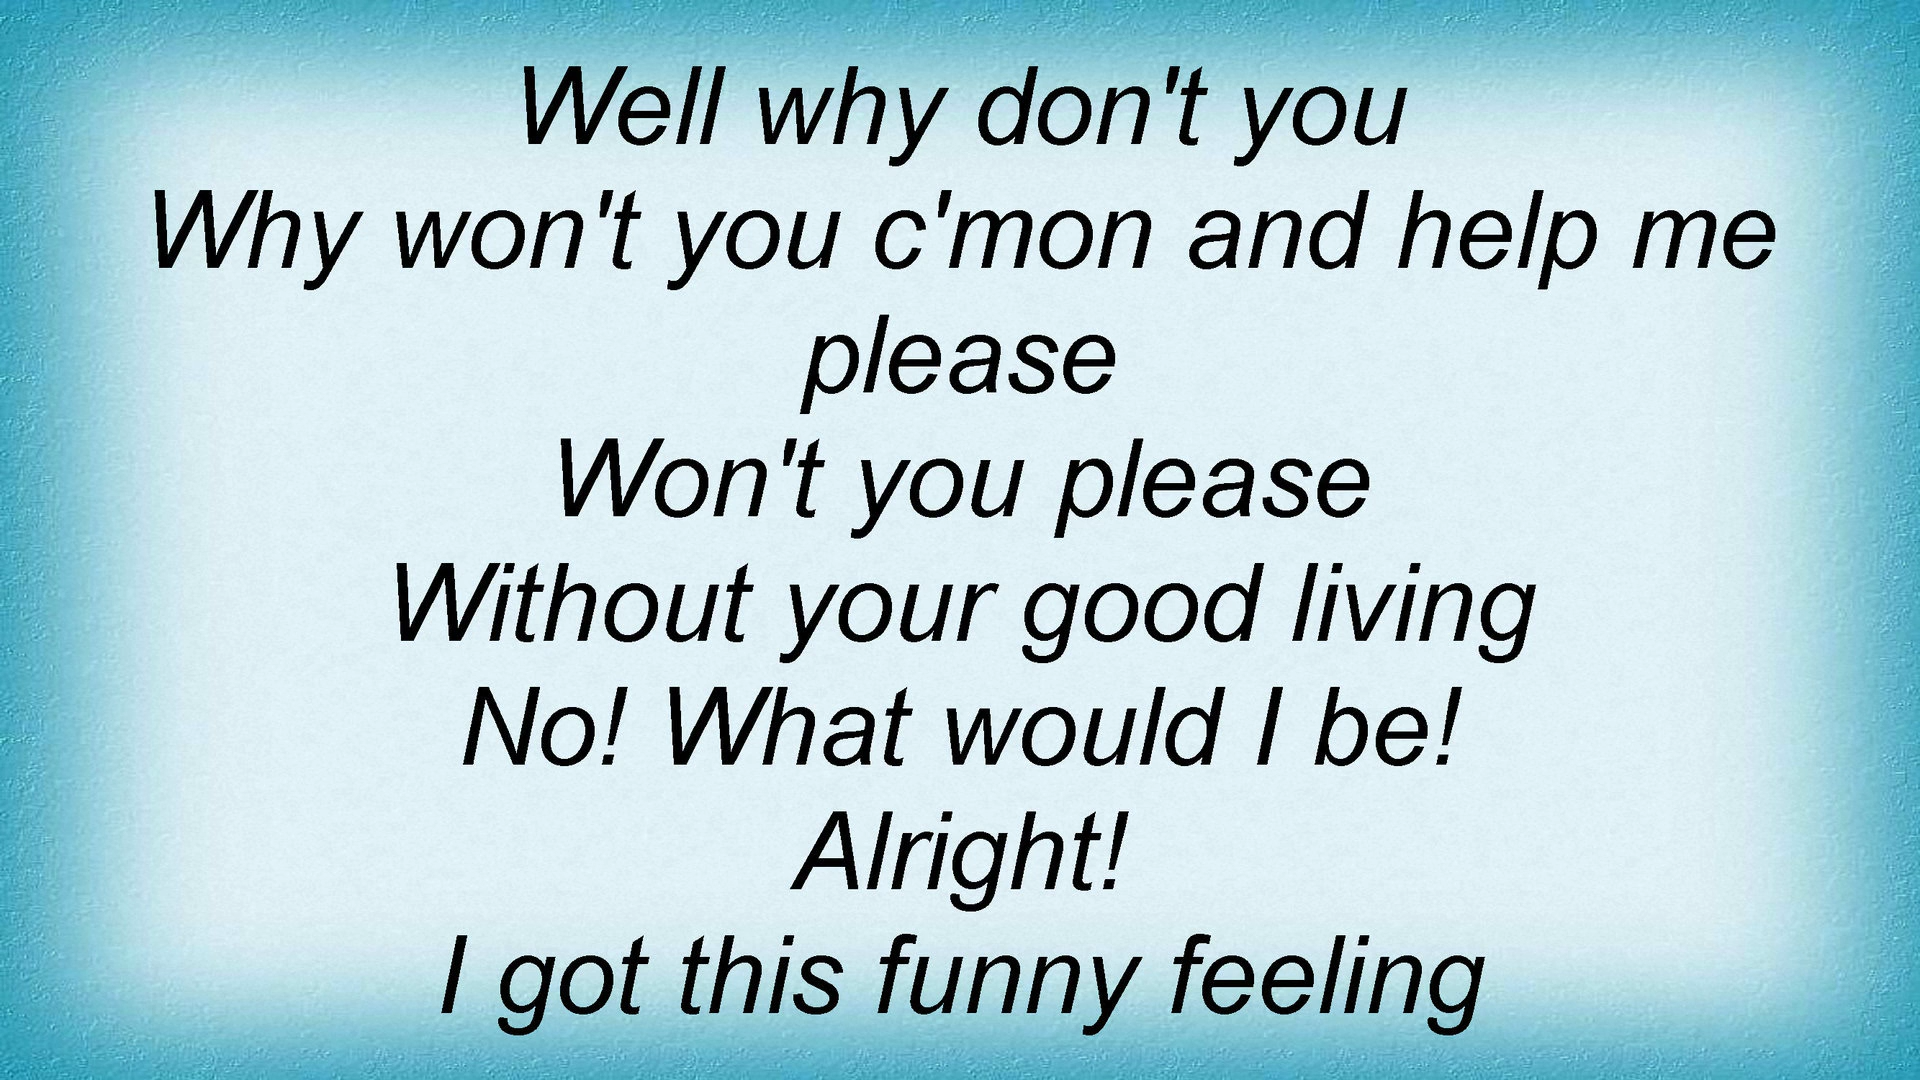 Well why don't you
Why won't you c'mon and help me
please
Won't you please
Without your good living
No! What would I be!
Alright!
I got this funny feeling